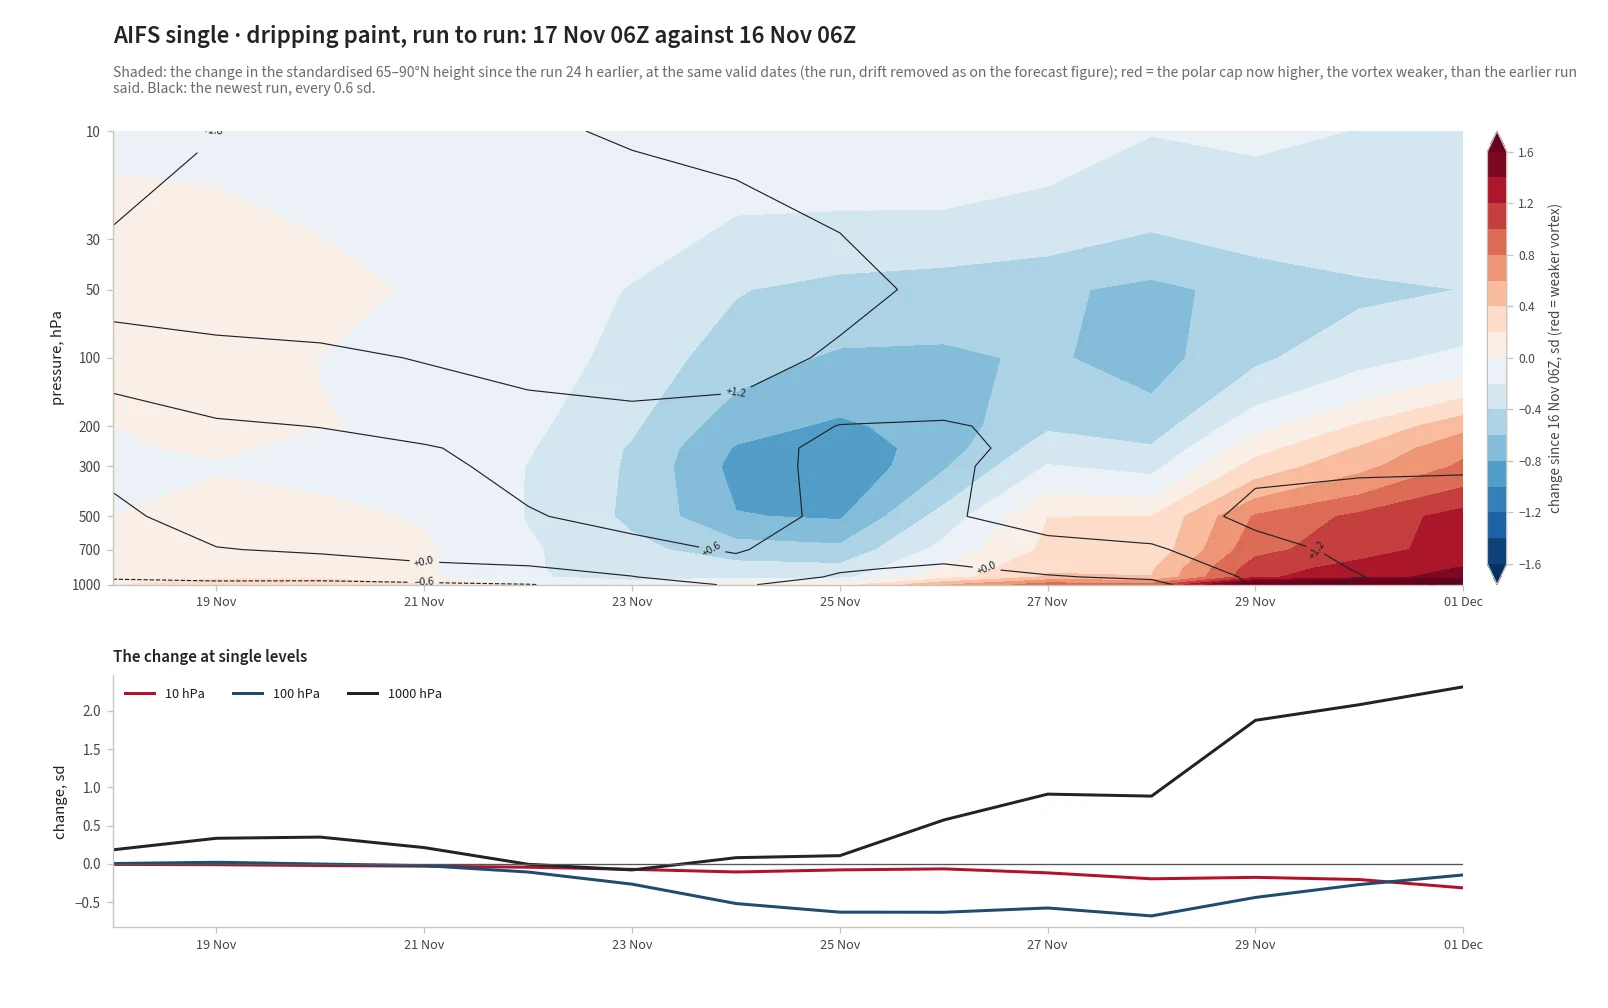 AIFS single · dripping paint, run to run: 17 Nov 06Z against 16 Nov 06Z
Shaded: the change in the standardised 65–90°N height since the run 24 h earlier, at the same valid dates (the run, drift removed as on the forecast figure); red = the polar cap now higher, the vortex weaker, than the earlier run
said. Black: the newest run, every 0.6 sd.
pressure, hPa
10
30
50
100
200
300
500
700
1000
+1.2
+0.6
+0.0
−0.6
+0.0
+1.2
19 Nov
21 Nov
23 Nov
25 Nov
27 Nov
29 Nov
01 Dec
1.6
1.2
0.8
0.4
0.0
−0.4
−0.8
−1.2
−1.6
change since 16 Nov 06Z, sd (red = weaker vortex)
The change at single levels
10 hPa
100 hPa
1000 hPa
change, sd
2.0
1.5
1.0
0.5
0.0
−0.5
19 Nov
21 Nov
23 Nov
25 Nov
27 Nov
29 Nov
01 Dec